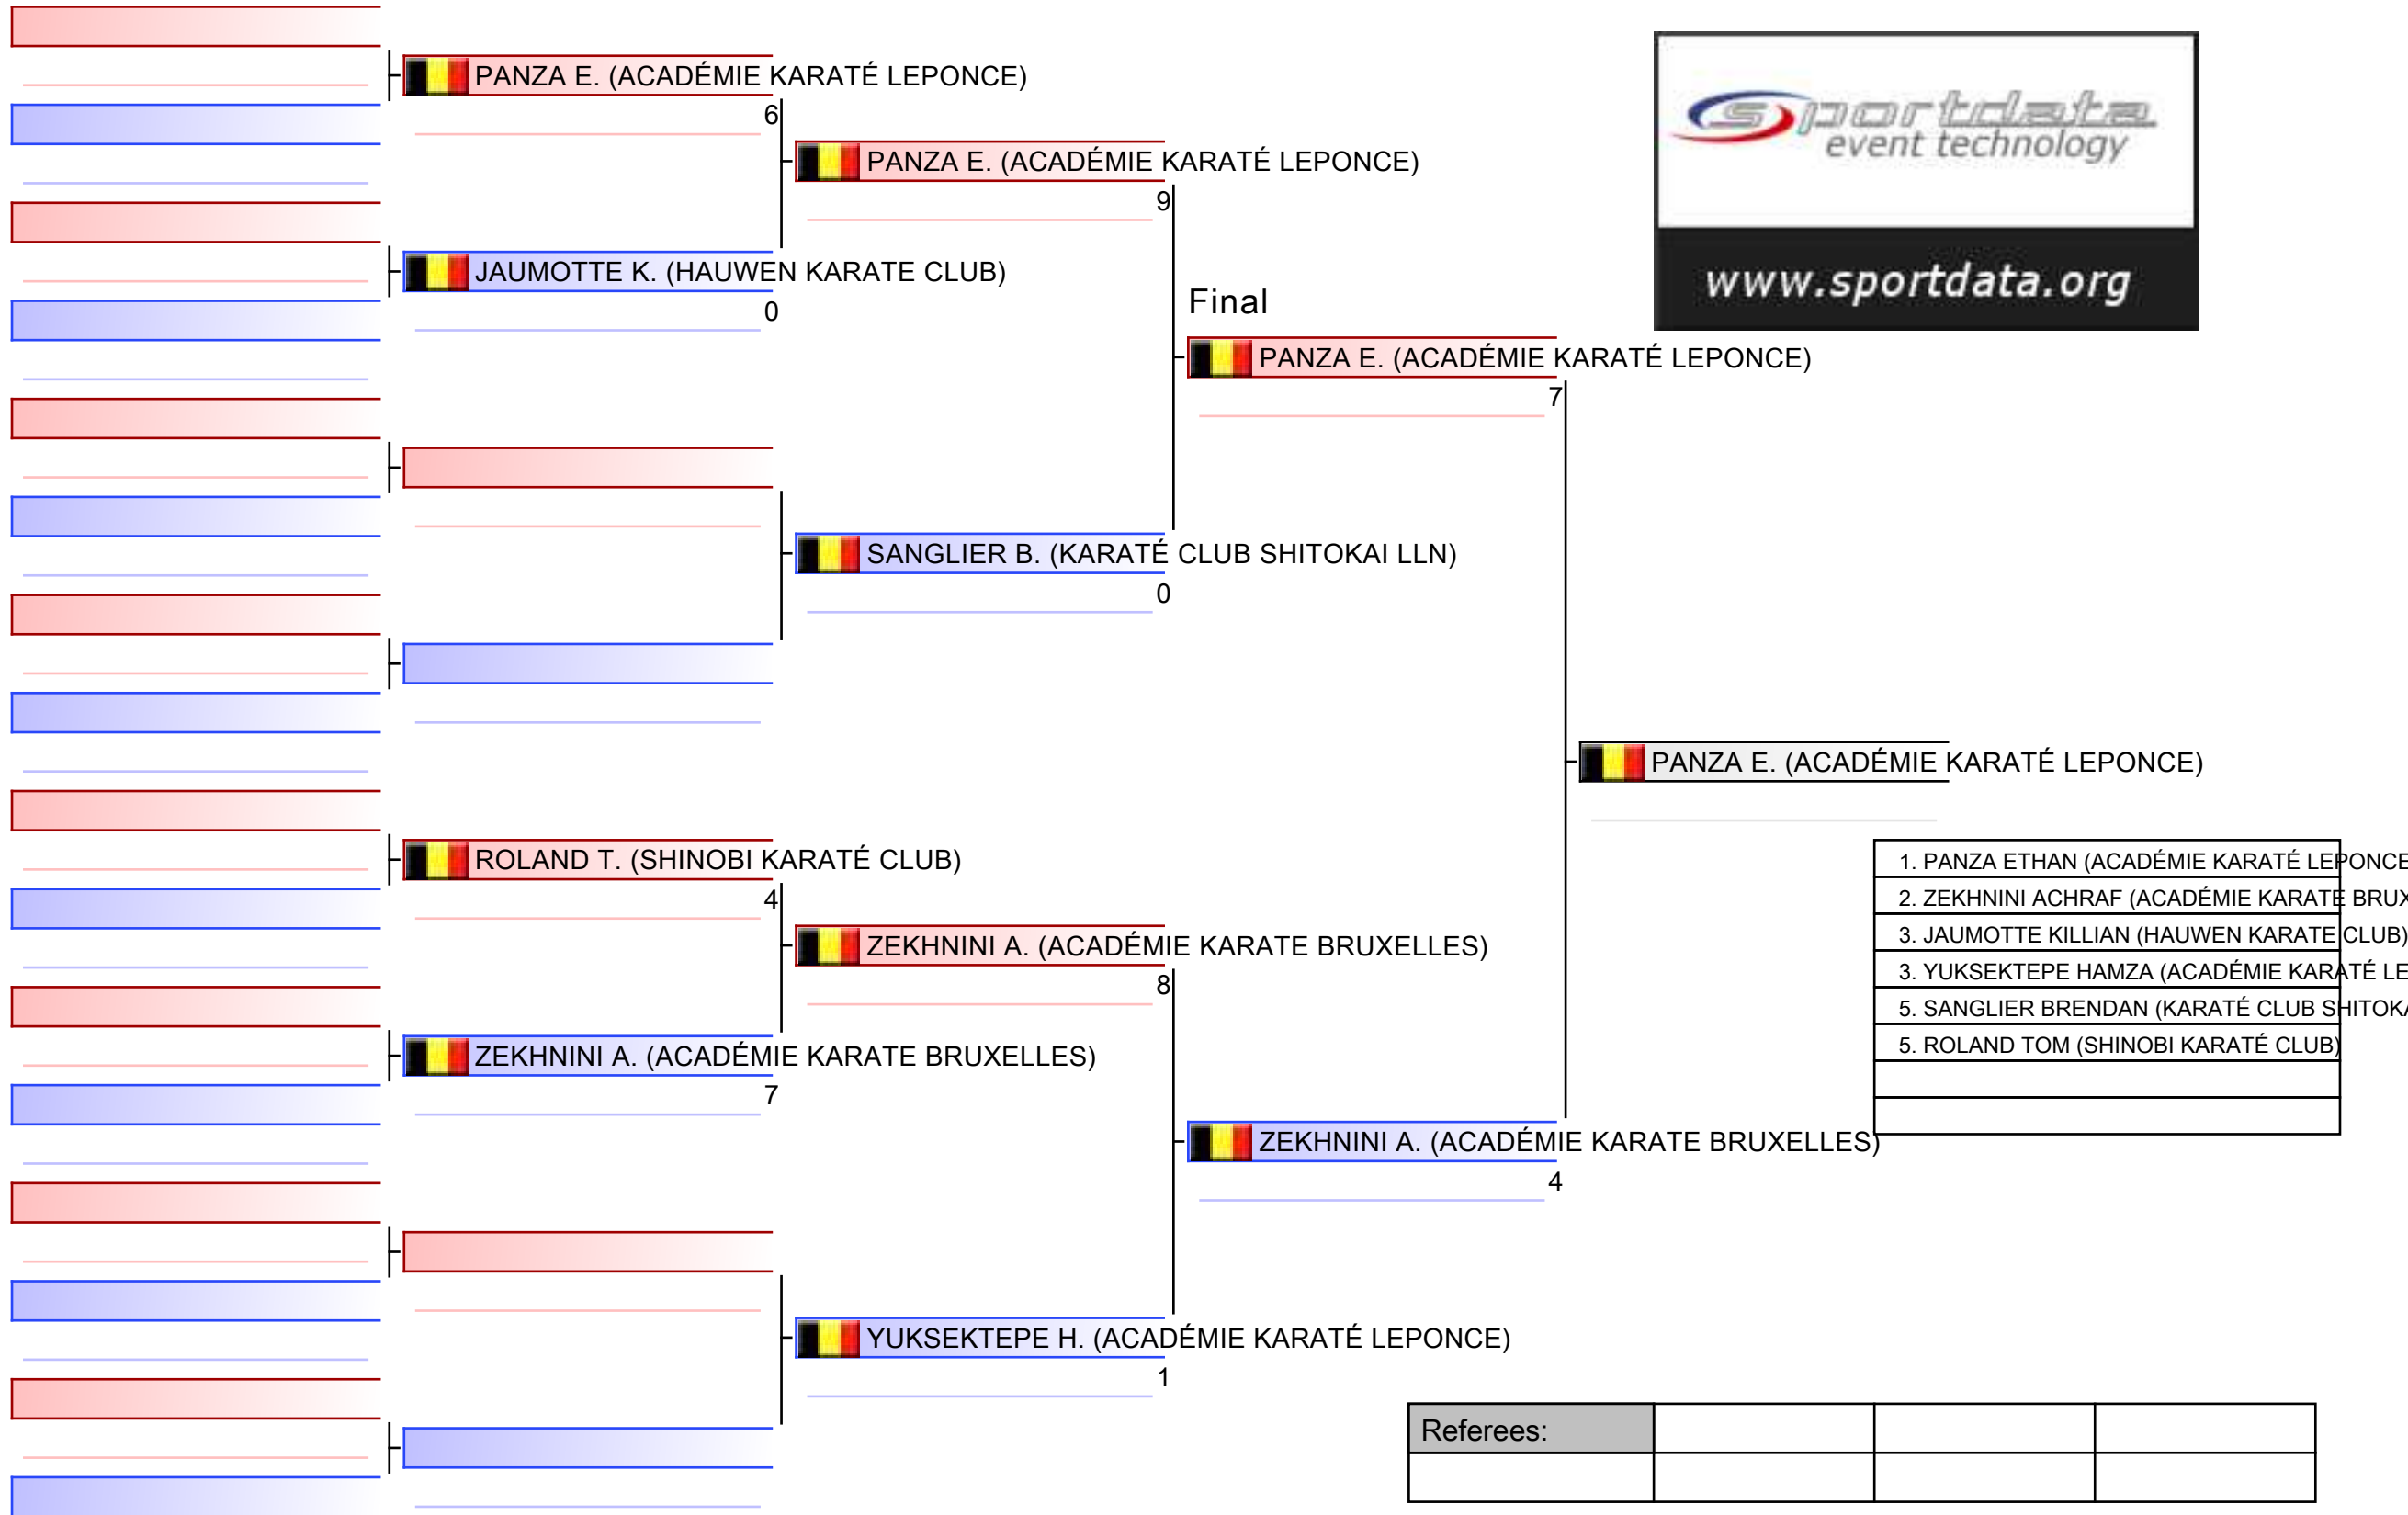 PANZA E. (ACADÉMIE KARATÉ LEPONCE)
6
JAUMOTTE K. (HAUWEN KARATE CLUB)
0
ROLAND T. (SHINOBI KARATÉ CLUB)
4
ZEKHNINI A. (ACADÉMIE KARATE BRUXELLES)
7
PANZA E. (ACADÉMIE KARATÉ LEPONCE)
9
SANGLIER B. (KARATÉ CLUB SHITOKAI LLN)
0
ZEKHNINI A. (ACADÉMIE KARATE BRUXELLES)
8
YUKSEKTEPE H. (ACADÉMIE KARATÉ LEPONCE)
1
Final
PANZA E. (ACADÉMIE KARATÉ LEPONCE)
7
ZEKHNINI A. (ACADÉMIE KARATE BRUXELLES)
4
PANZA E. (ACADÉMIE KARATÉ LEPONCE)
sportdata
event technology
www.sportdata.org
1. PANZA ETHAN (ACADÉMIE KARATÉ LEPONCE
2. ZEKHNINI ACHRAF (ACADÉMIE KARATE BRUX
3. JAUMOTTE KILLIAN (HAUWEN KARATE CLUB)
3. YUKSEKTEPE HAMZA (ACADÉMIE KARATÉ LE
5. SANGLIER BRENDAN (KARATÉ CLUB SHITOKA
5. ROLAND TOM (SHINOBI KARATÉ CLUB)
Referees: